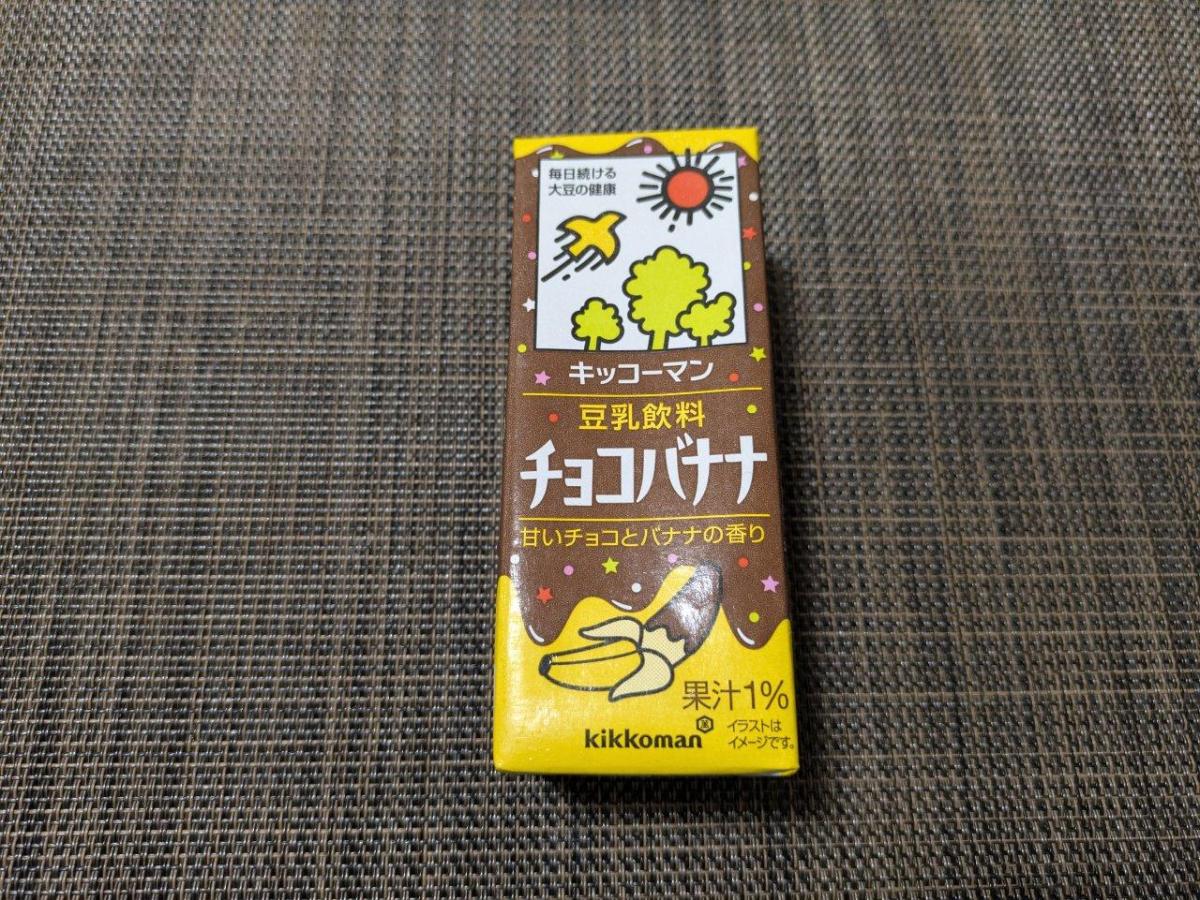 毎日続ける
大豆の健康
キッコーマン
豆乳飲料
チョコバナナ
甘いチョコとバナナの香り
果汁1%
kikkoman
イラストは
イメージです。